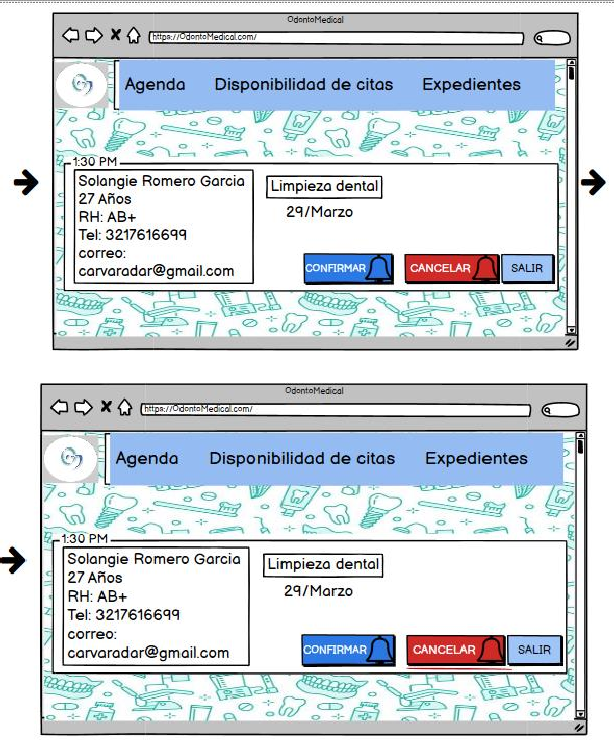 OdontoMedical
https://OdontoMedical.com/
Agenda Disponibilidad de citas Expedientes
1:30 PM
Solangie Romero Garcia
27 Años
RH: AB+
Tel: 3217616699
correo:
carvaradar@gmail.com
Limpieza dental
29/Marzo
CONFIRMAR CANCELAR SALIR
OdontoMedical
https://OdontoMedical.com/
Agenda Disponibilidad de citas Expedientes
1:30 PM
Solangie Romero Garcia
27 Años
RH: AB+
Tel: 3217616699
correo:
carvaradar@gmail.com
Limpieza dental
29/Marzo
CONFIRMAR CANCELAR SALIR